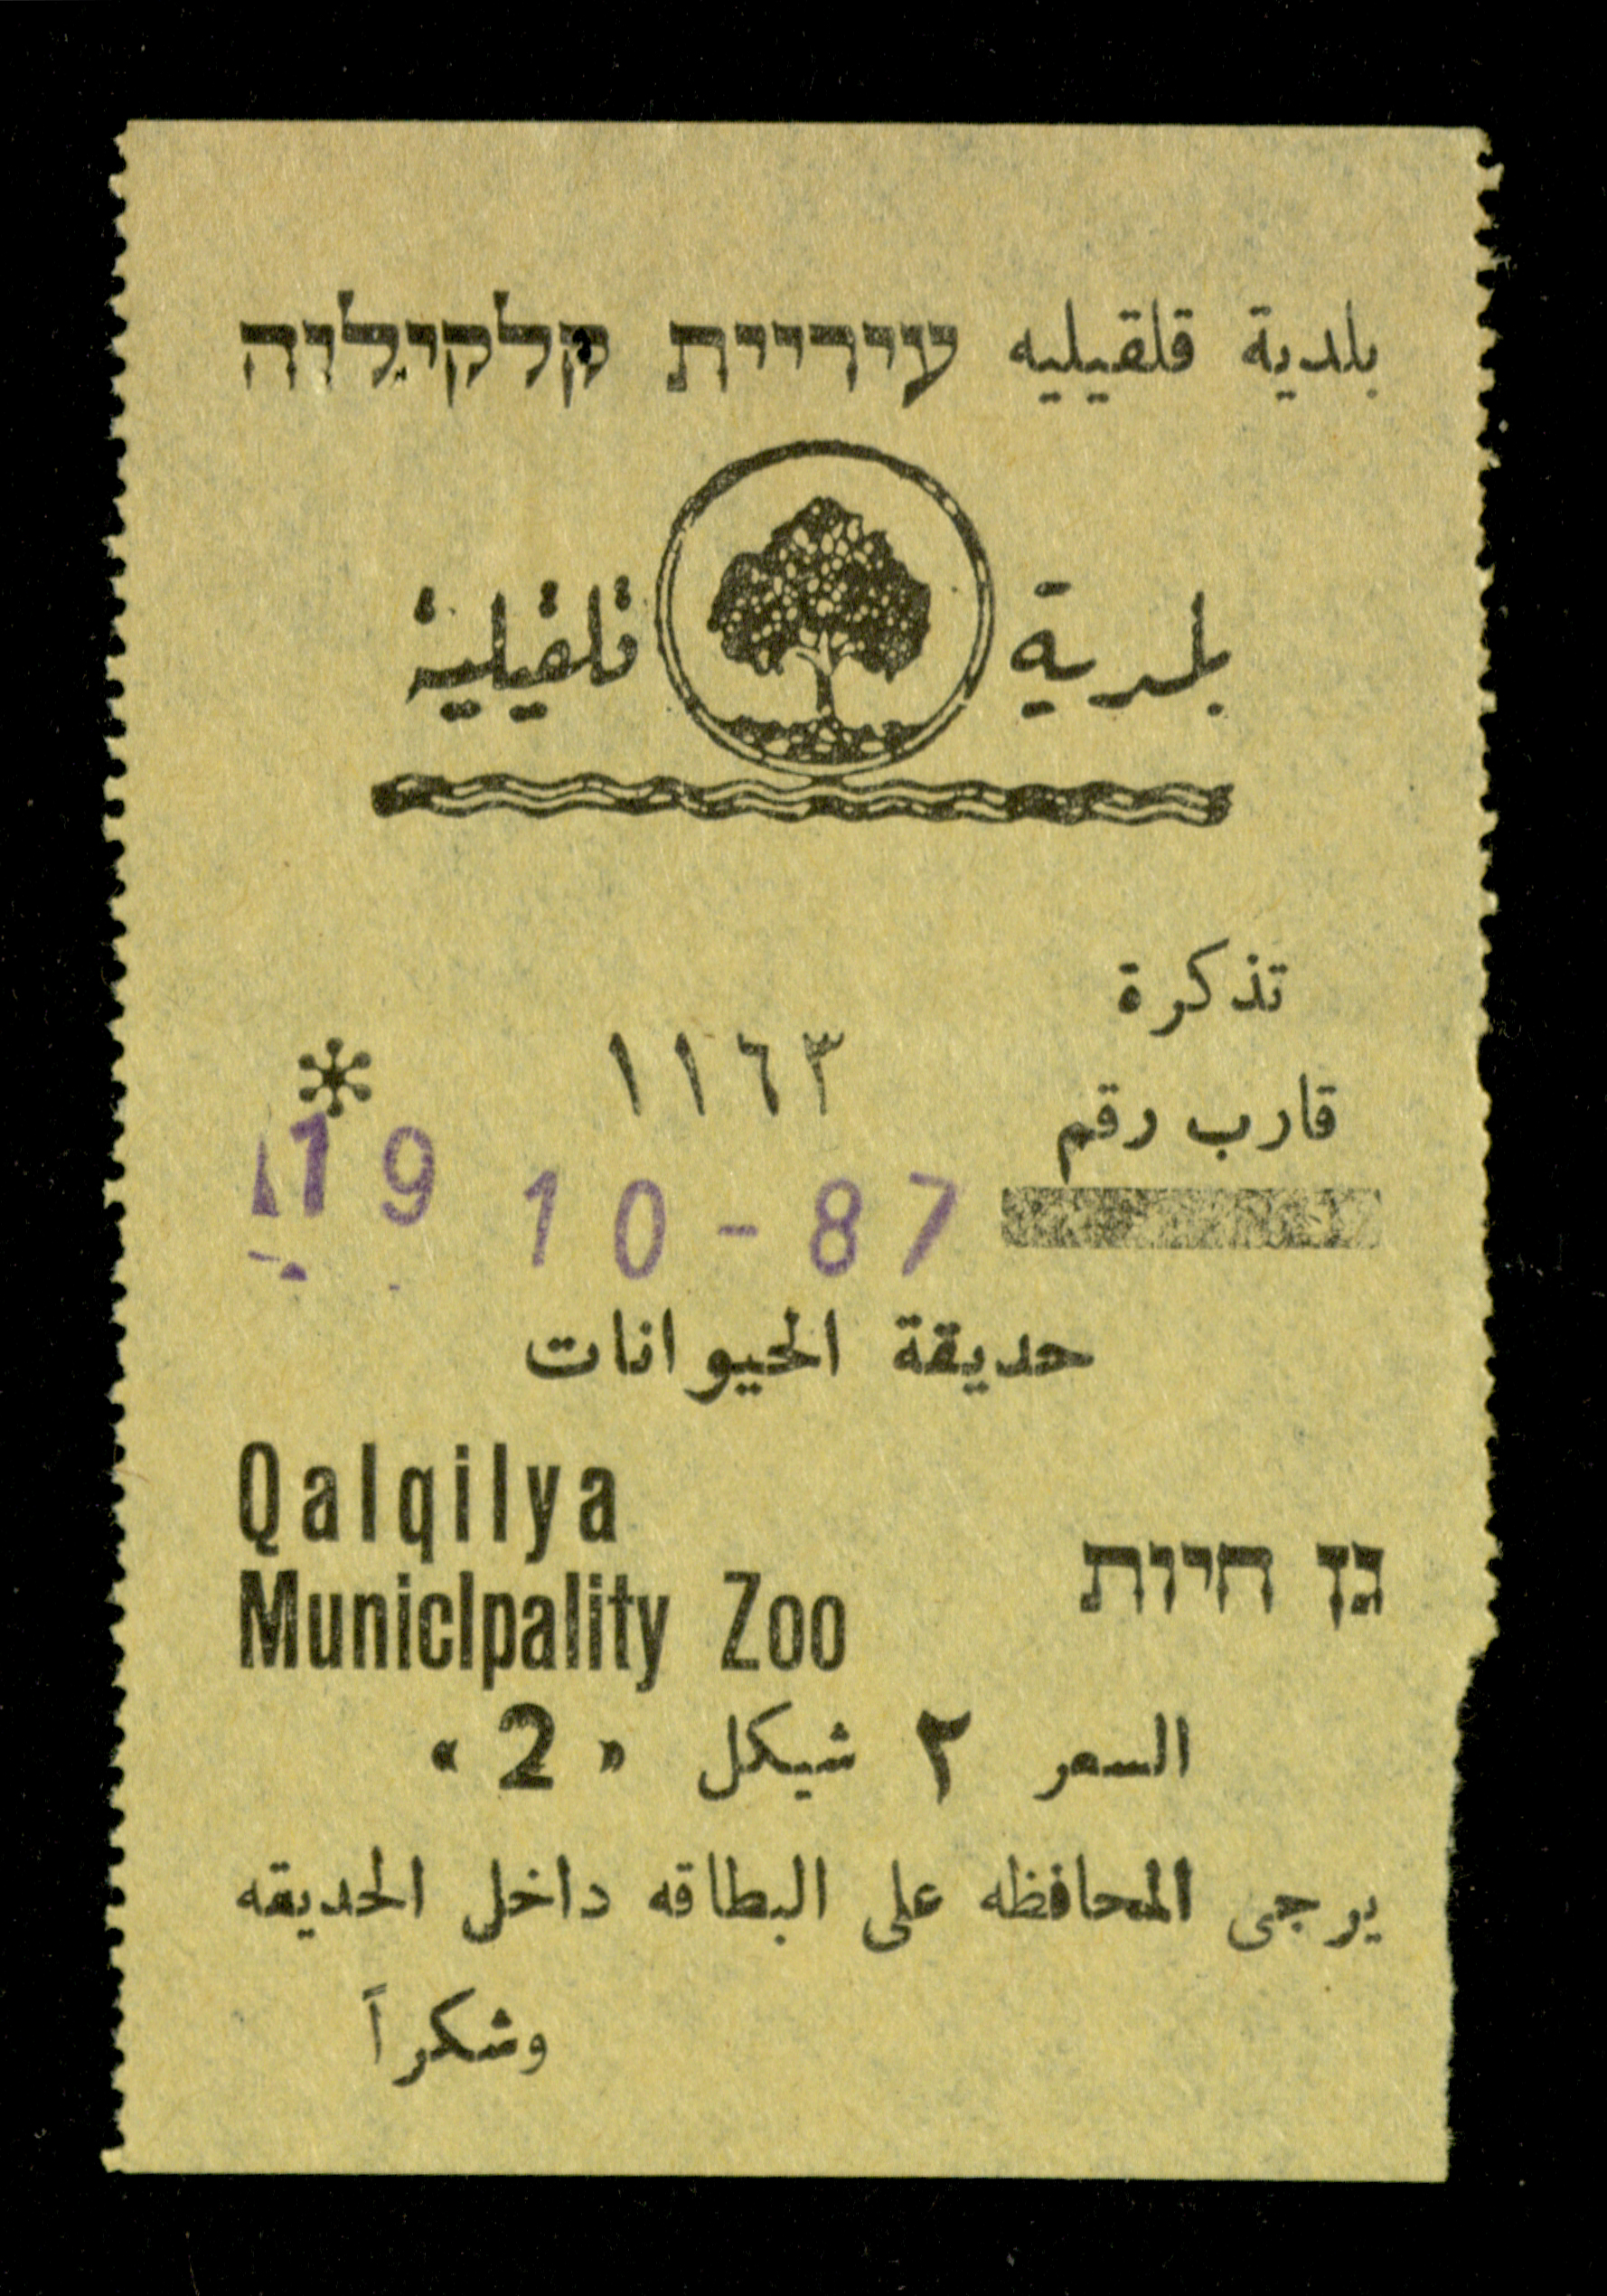 بلدية قلقيليه עיריית קלקיליה
بلدية قلقيلية
تذكرة
١١٦٣
قارب رقم
19 10-87
حديقة الحيوانات
Qalqilya
Municlpality Zoo
גן חיות
السعر ٢ شيكل « 2 »
يرجى المحافظه على البطاقه داخل الحديقه
وشكراً